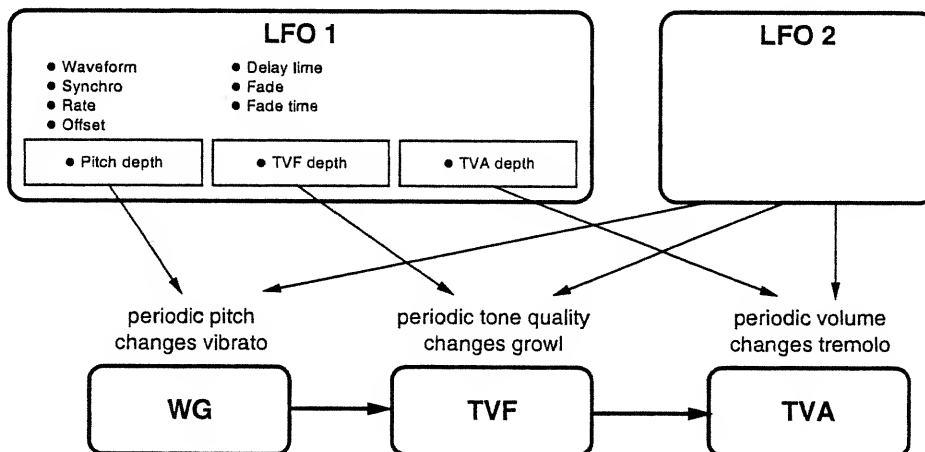 LFO 1
• Waveform
• Synchro
• Rate
• Offset
• Delay lime
• Fade
• Fade time
• Pitch depth
• TVF depth
• TVA depth
LFO 2
periodic pitch
changes vibrato
periodic tone quality
changes growl
periodic volume
changes tremolo
WG
TVF
TVA